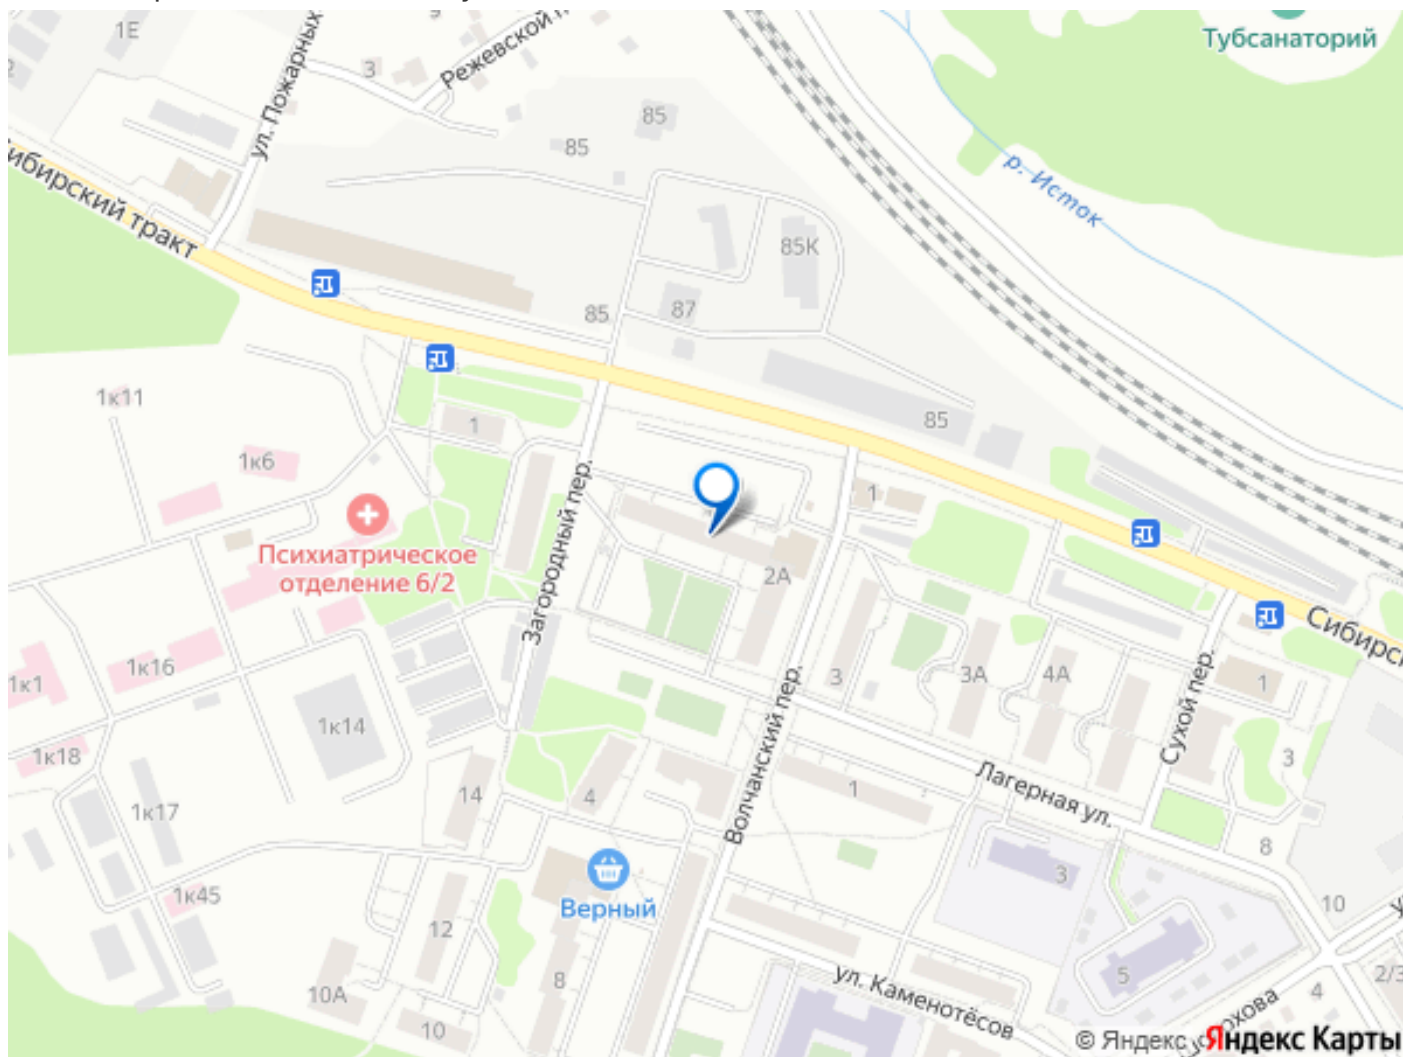 1Е
ул. Пожарных
3
9
Режевской п
Тубсанаторий
85
85
р. Исток
Сибирский тракт
85К
85
87
1к11
1
85
1к6
1
Психиатрическое
отделение 6/2
Загородный пер.
2А
Сибирск
1к1
1к16
3
3А
4А
1
1к14
Волчанский пер.
Сухой пер.
1к18
3
14
4
1
Лагерная ул.
1к17
8
3
1к45
Верный
10
12
5
10А
8
ул. Каменотёсов
4
2/3
10
охова
© Яндекс
Яндекс Карты